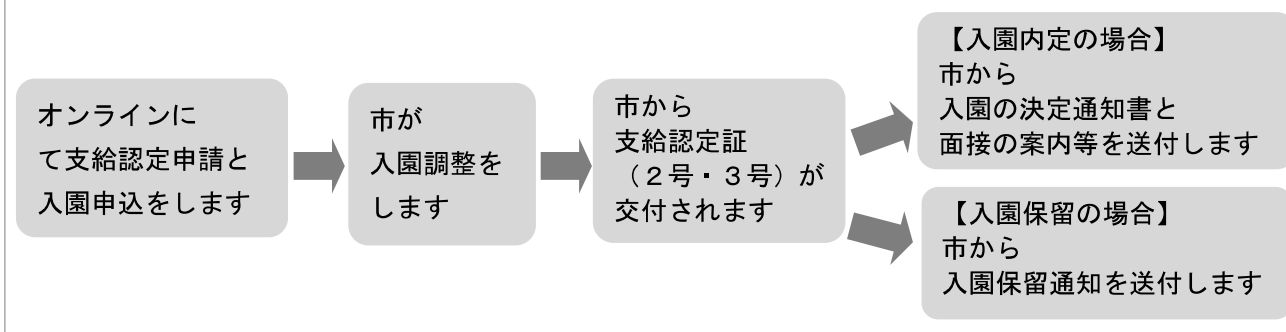 オンラインに
て支給認定申請と
入園申込をします
市が
入園調整を
します
市から
支給認定証
（２号・３号）が
交付されます
【入園内定の場合】
市から
入園の決定通知書と
面接の案内等を送付します
【入園保留の場合】
市から
入園保留通知を送付します